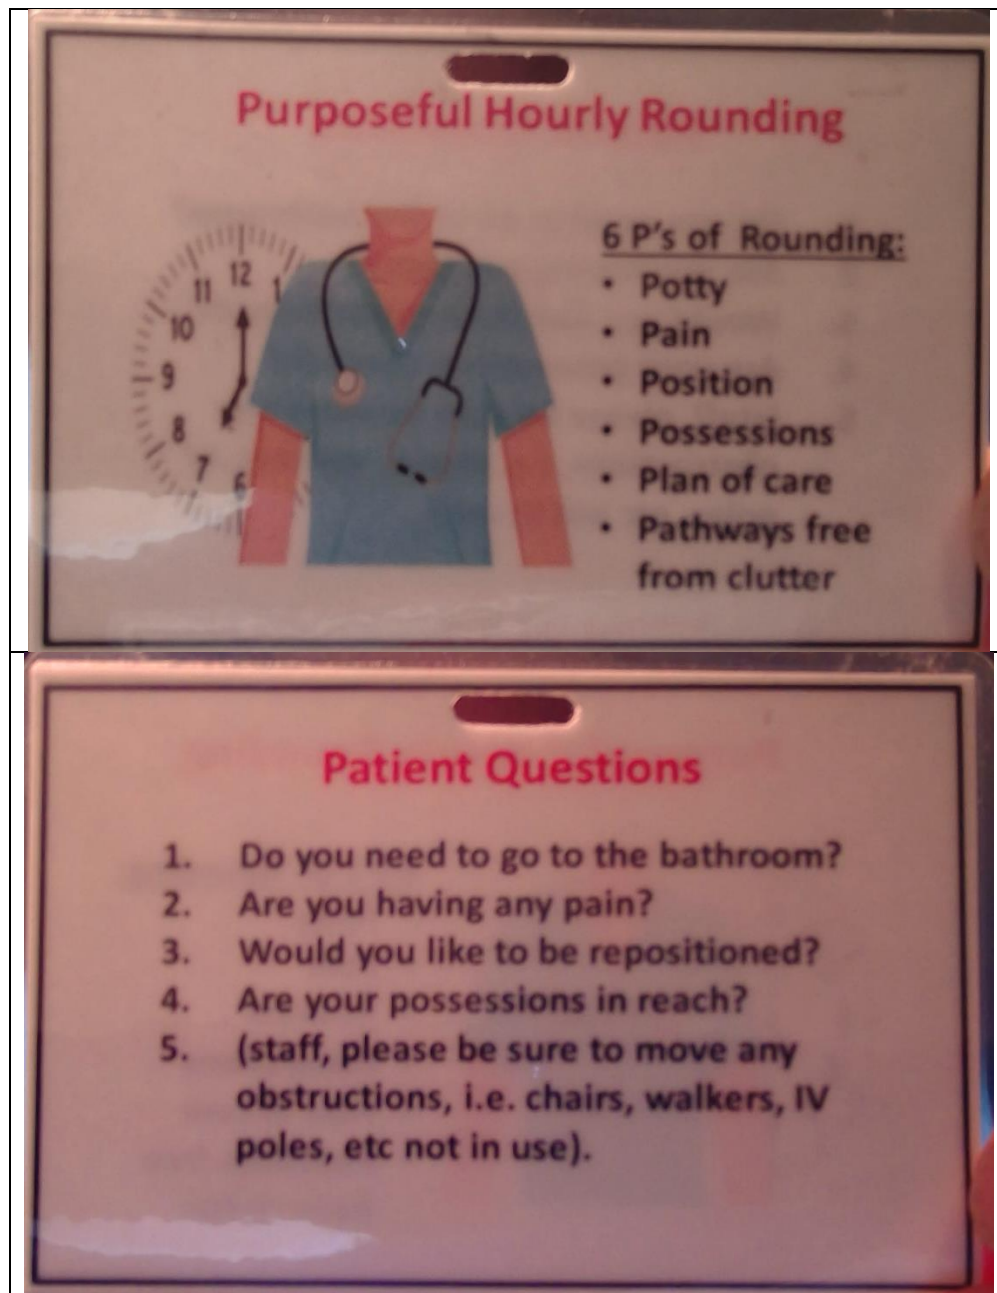 Purposeful Hourly Rounding
12
11
1
10
9
8
7
6
6 P's of Rounding:
• Potty
• Pain
• Position
• Possessions
• Plan of care
• Pathways free
from clutter
Patient Questions
1. Do you need to go to the bathroom?
2. Are you having any pain?
3. Would you like to be repositioned?
4. Are your possessions in reach?
5. (staff, please be sure to move any
obstructions, i.e. chairs, walkers, IV
poles, etc not in use).